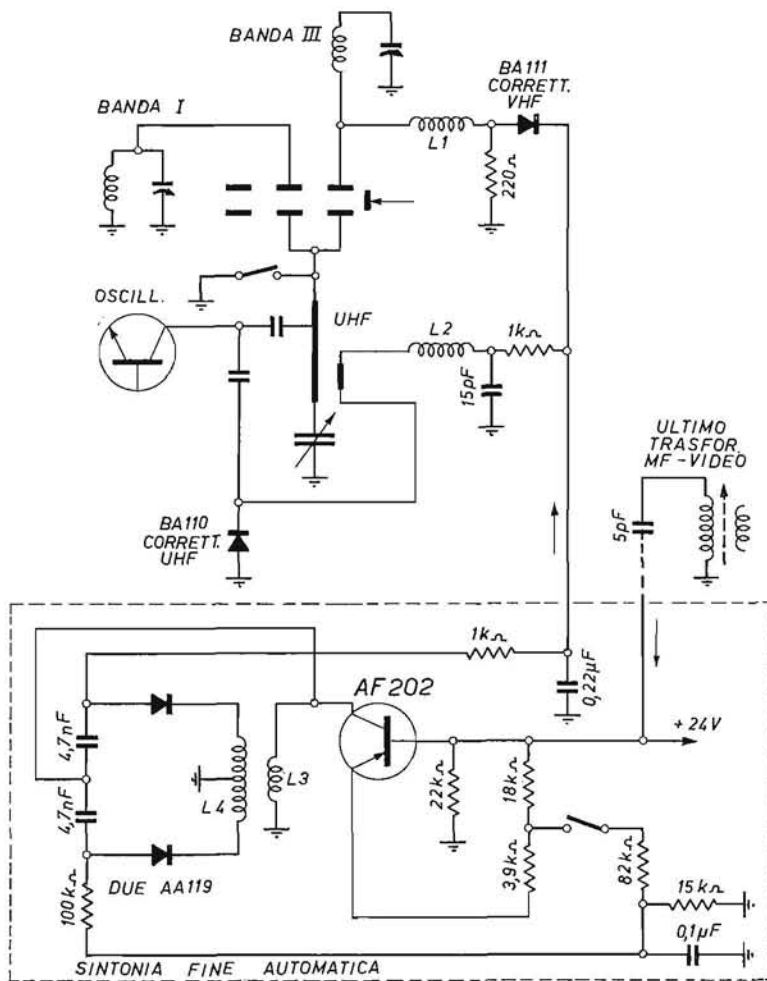 BANDA III
BANDA I
BA111
CORRETT.
VHF
L1
220Ω
OSCILL.
UHF
L2
1kΩ
15pF
BA110
CORRETT.
UHF
ULTIMO
TRASFOR.
MF-VIDEO
5pF
1kΩ
0,22µF
AF202
+24V
4,7nF
4,7nF
L4
L3
22kΩ
18kΩ
3,9kΩ
82kΩ
15kΩ
0,1µF
100kΩ
DUE AA119
SINTONIA FINE AUTOMATICA